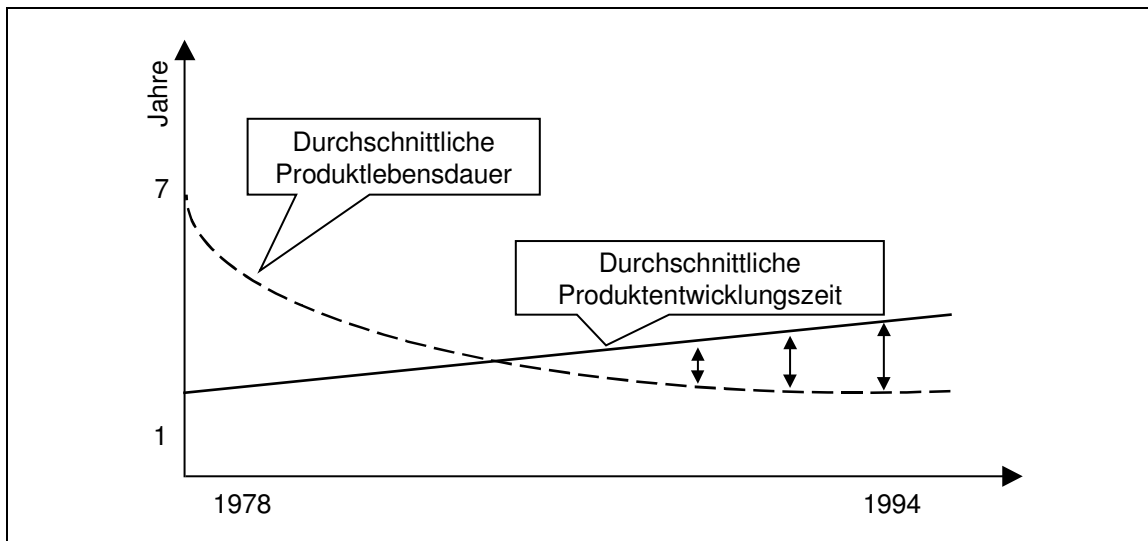 Jahre
Durchschnittliche
Produktlebensdauer
7
Durchschnittliche
Produktentwicklungszeit
1
1978
1994